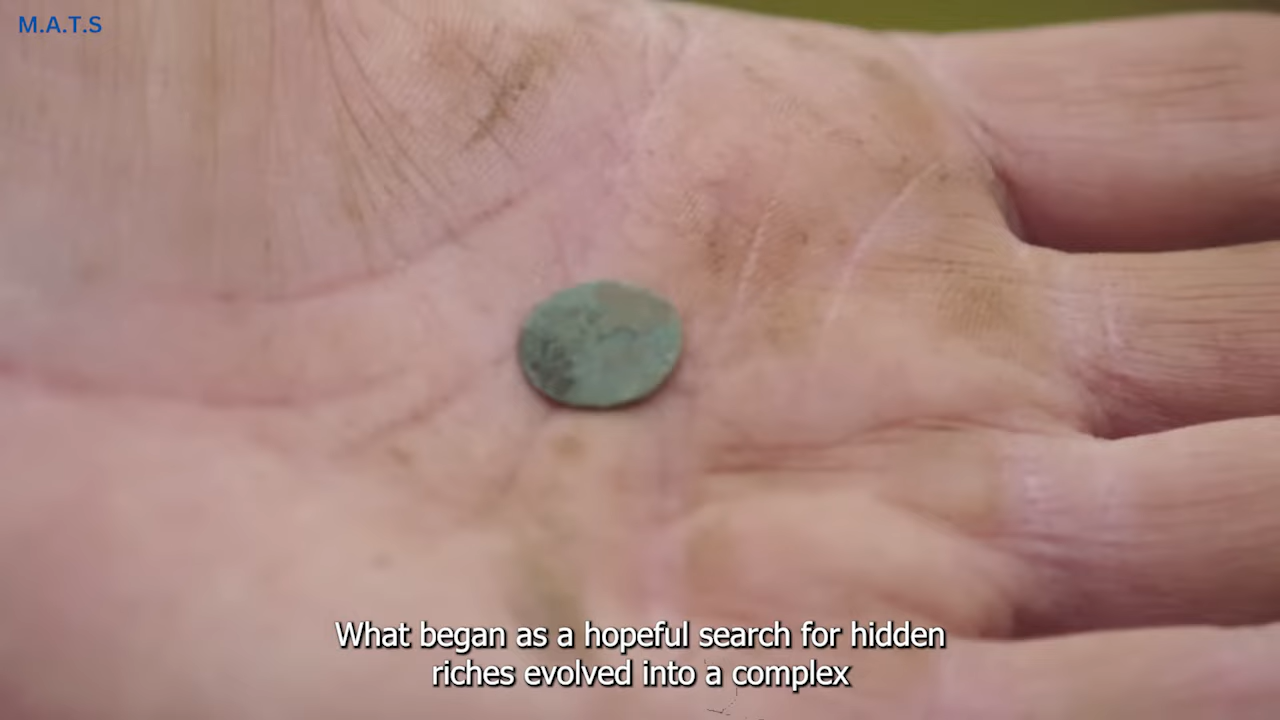 M.A.T.S
What began as a hopeful search for hidden
riches evolved into a complex